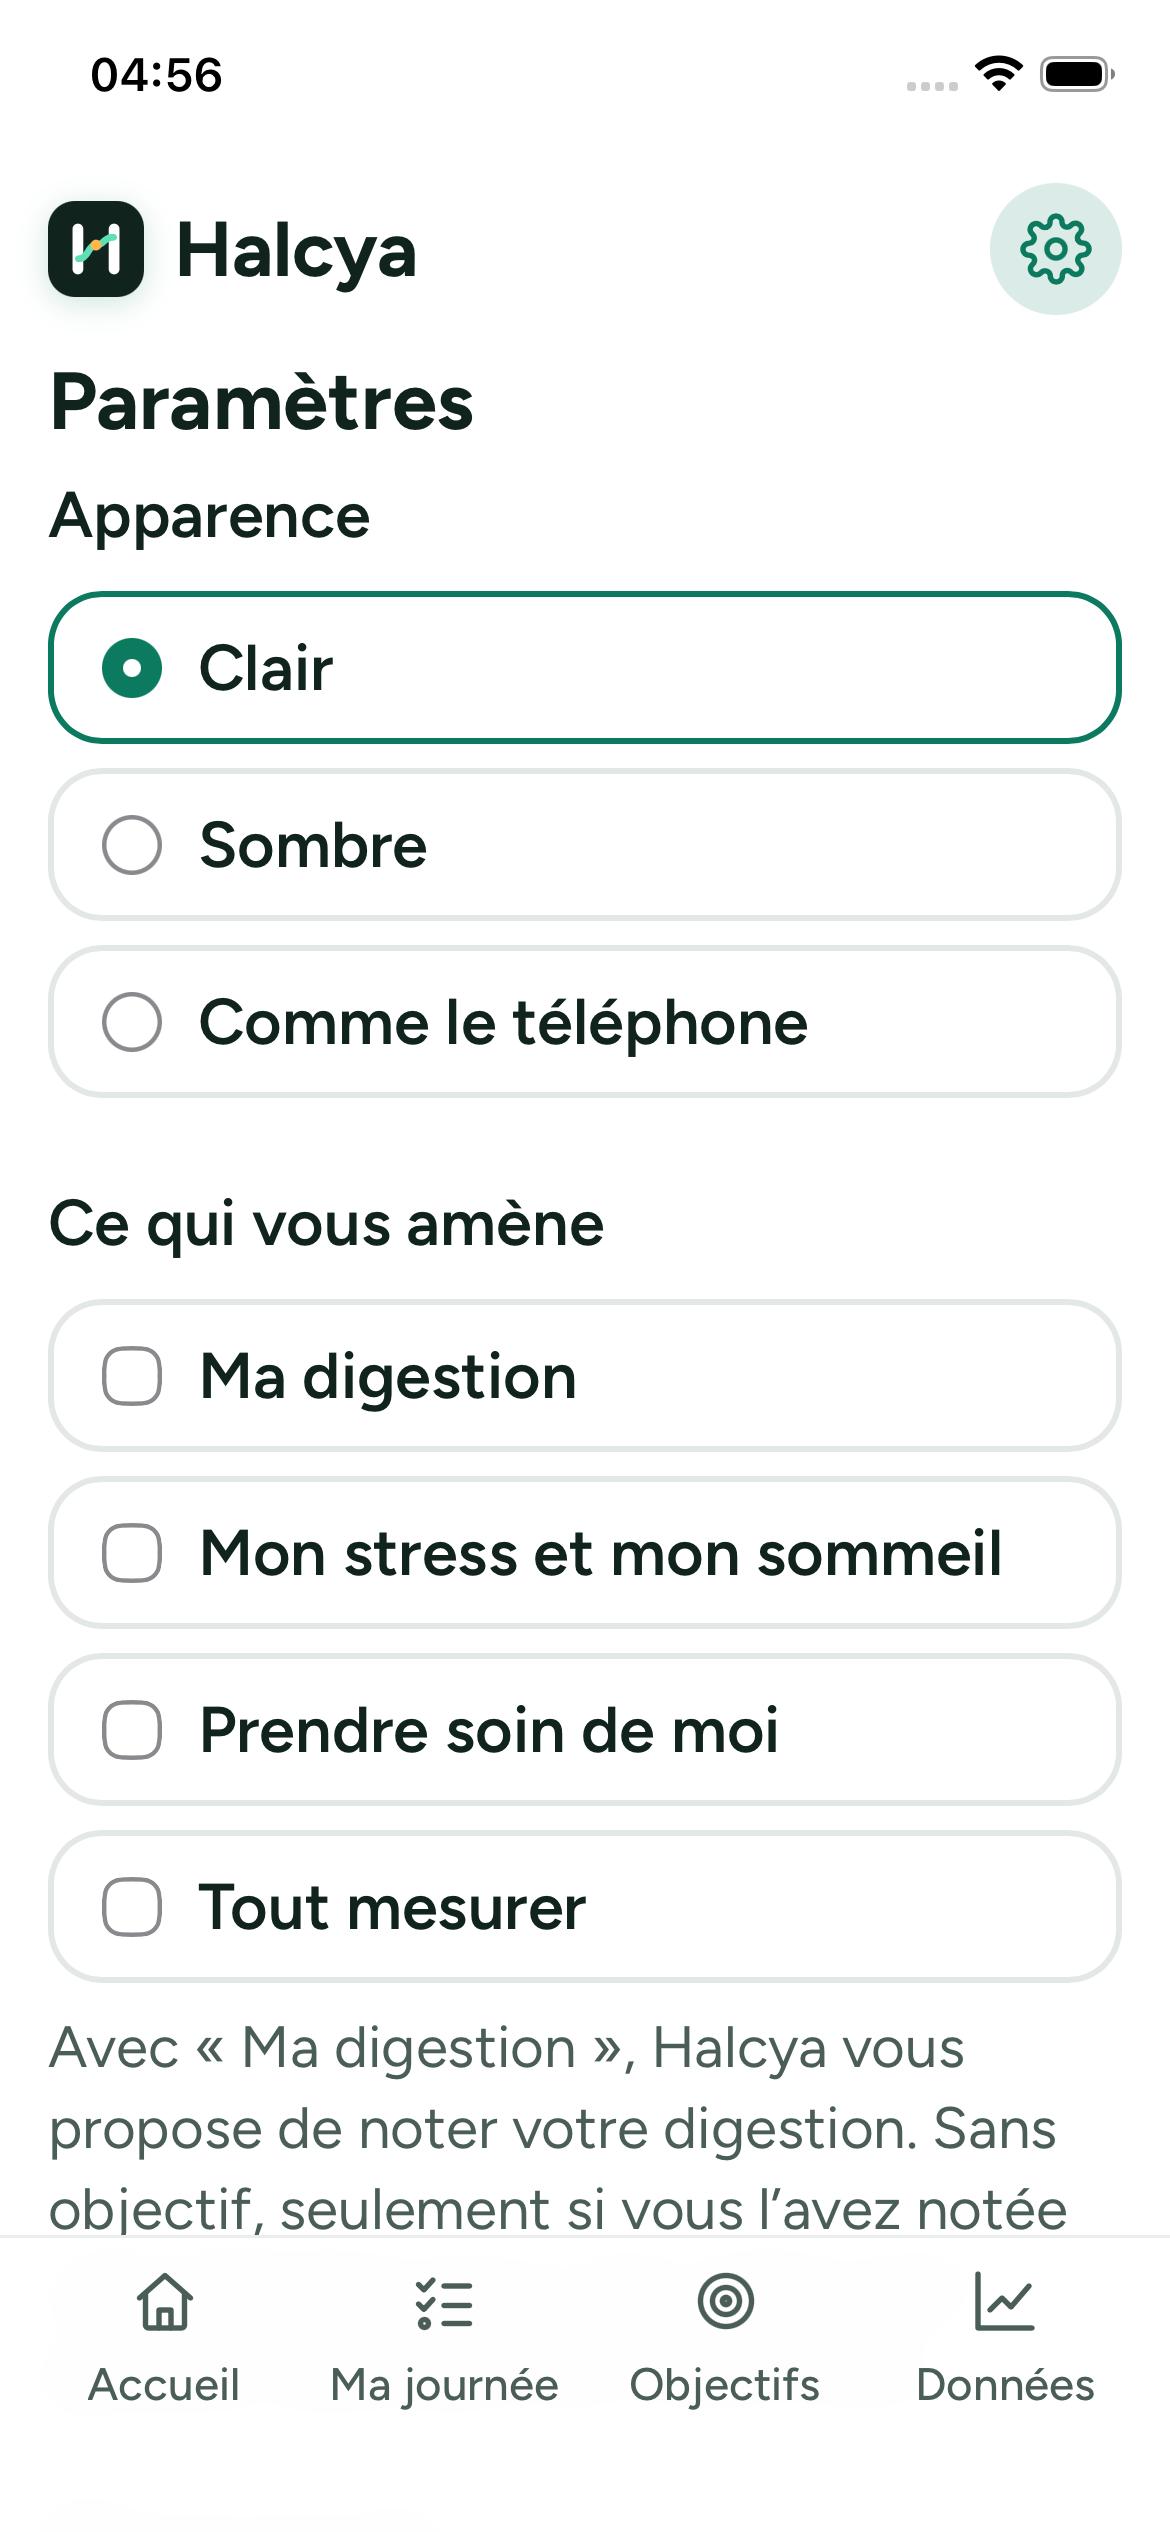 04:56
Halcya
Paramètres
Apparence
Clair
Sombre
Comme le téléphone
Ce qui vous amène
Ma digestion
Mon stress et mon sommeil
Prendre soin de moi
Tout mesurer
Avec « Ma digestion », Halcya vous
propose de noter votre digestion. Sans
objectif, seulement si vous l’avez notée
Accueil
Ma journée
Objectifs
Données